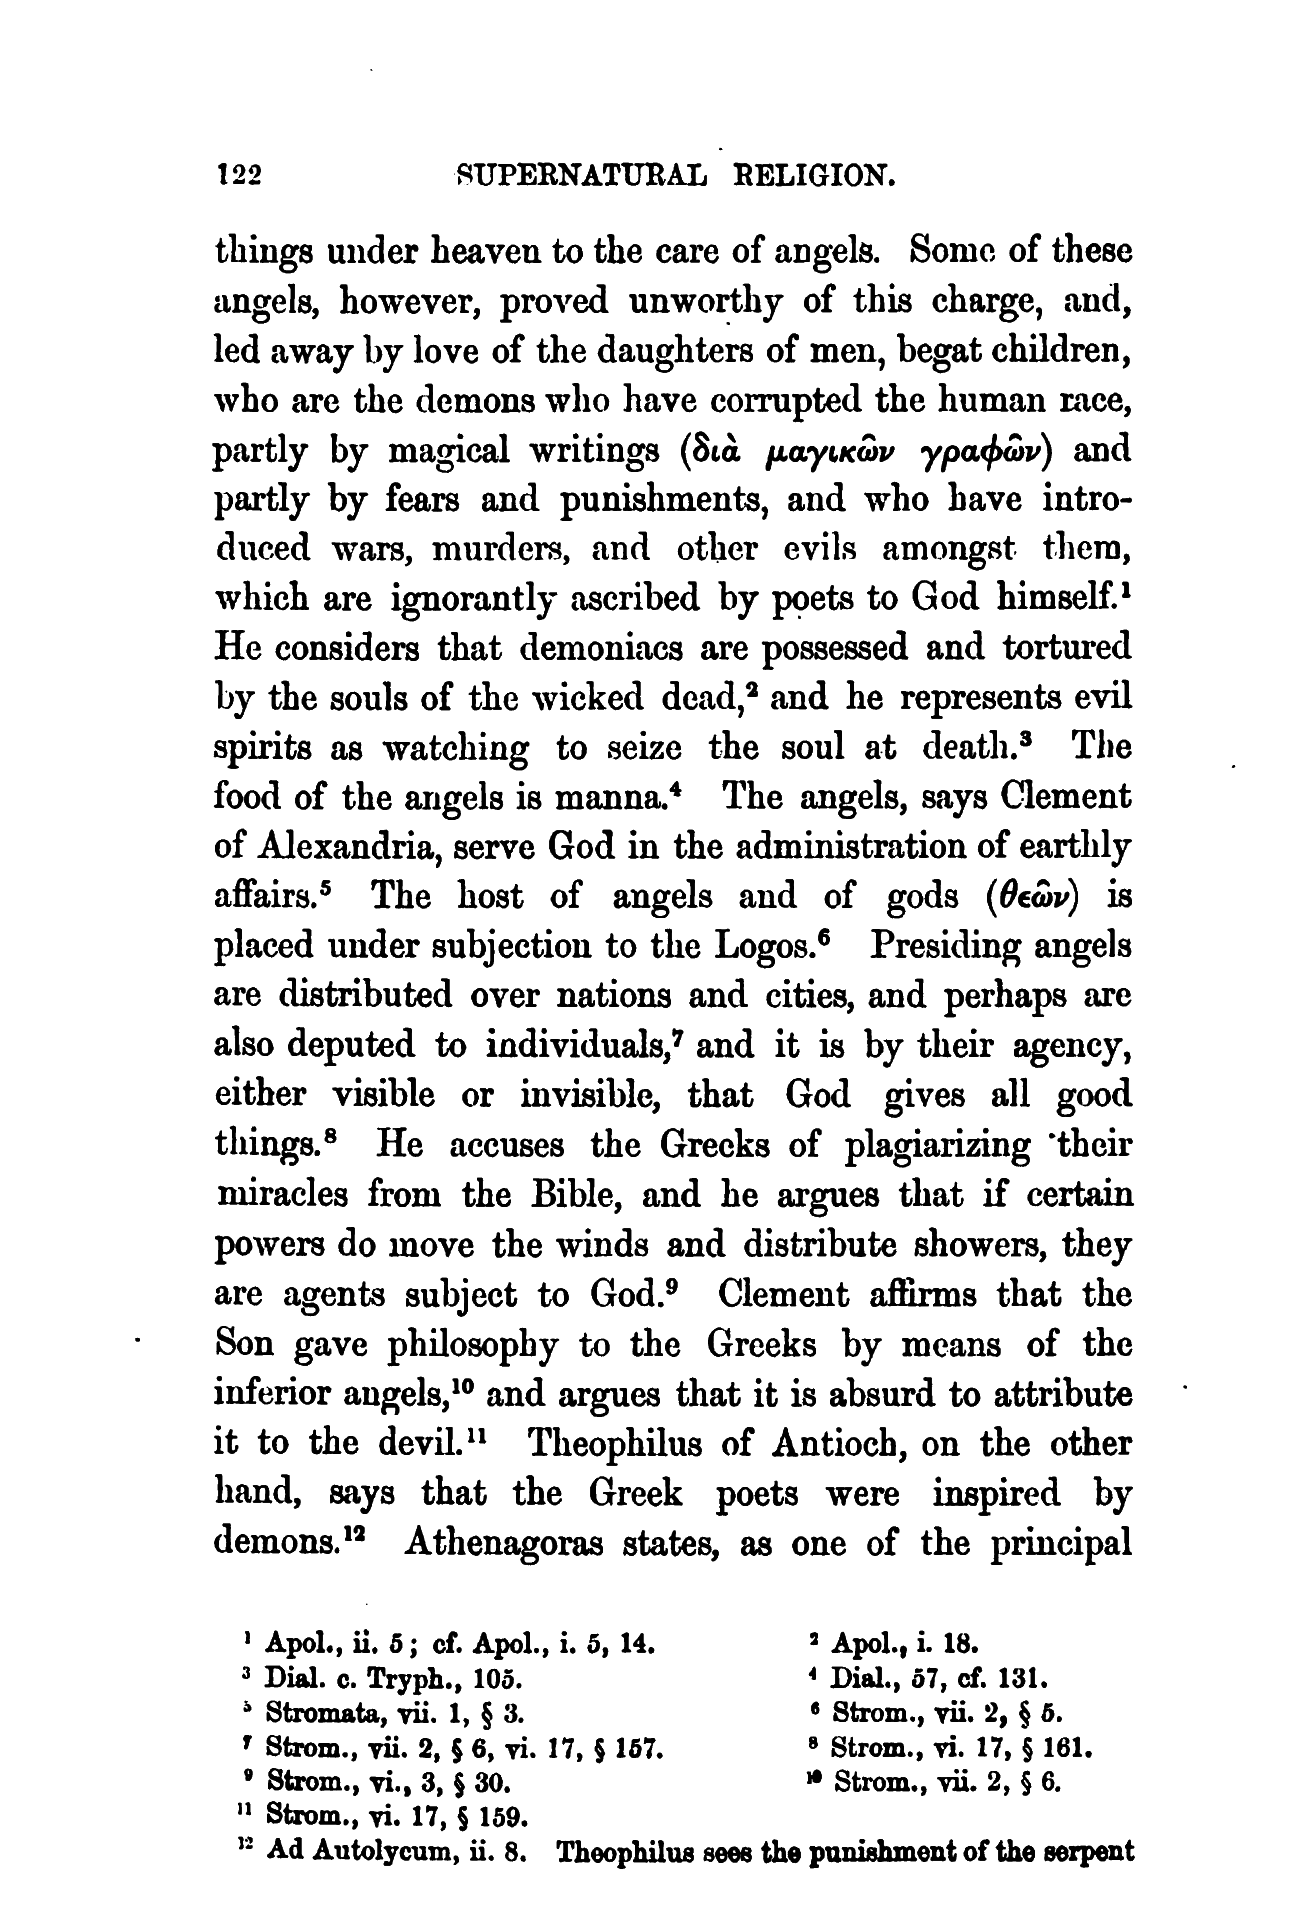 122 SUPERNATURAL RELIGION.
things under heaven to the care of angels. Some of these
angels, however, proved unworthy of this charge, and,
led away by love of the daughters of men, begat children,
who are the demons who have corrupted the human race,
partly by magical writings (διὰ μαγικῶν γραφῶν) and
partly by fears and punishments, and who have intro-
duced wars, murders, and other evils amongst them,
which are ignorantly ascribed by poets to God himself.¹
He considers that demoniacs are possessed and tortured
by the souls of the wicked dead,² and he represents evil
spirits as watching to seize the soul at death.³ The
food of the angels is manna.⁴ The angels, says Clement
of Alexandria, serve God in the administration of earthly
affairs.⁵ The host of angels and of gods (θεῶν) is
placed under subjection to the Logos.⁶ Presiding angels
are distributed over nations and cities, and perhaps are
also deputed to individuals,⁷ and it is by their agency,
either visible or invisible, that God gives all good
things.⁸ He accuses the Greeks of plagiarizing their
miracles from the Bible, and he argues that if certain
powers do move the winds and distribute showers, they
are agents subject to God.⁹ Clement affirms that the
Son gave philosophy to the Greeks by means of the
inferior angels,¹⁰ and argues that it is absurd to attribute
it to the devil.¹¹ Theophilus of Antioch, on the other
hand, says that the Greek poets were inspired by
demons.¹² Athenagoras states, as one of the principal
¹ Apol., ii. 5; cf. Apol., i. 5, 14. ² Apol., i. 18.
³ Dial. c. Tryph., 105. ⁴ Dial., 57, cf. 131.
⁵ Stromata, vii. 1, § 3. ⁶ Strom., vii. 2, § 5.
⁷ Strom., vii. 2, § 6, vi. 17, § 157. ⁸ Strom., vi. 17, § 161.
⁹ Strom., vi., 3, § 30. ¹⁰ Strom., vii. 2, § 6.
¹¹ Strom., vi. 17, § 159.
¹² Ad Autolycum, ii. 8. Theophilus sees the punishment of the serpent